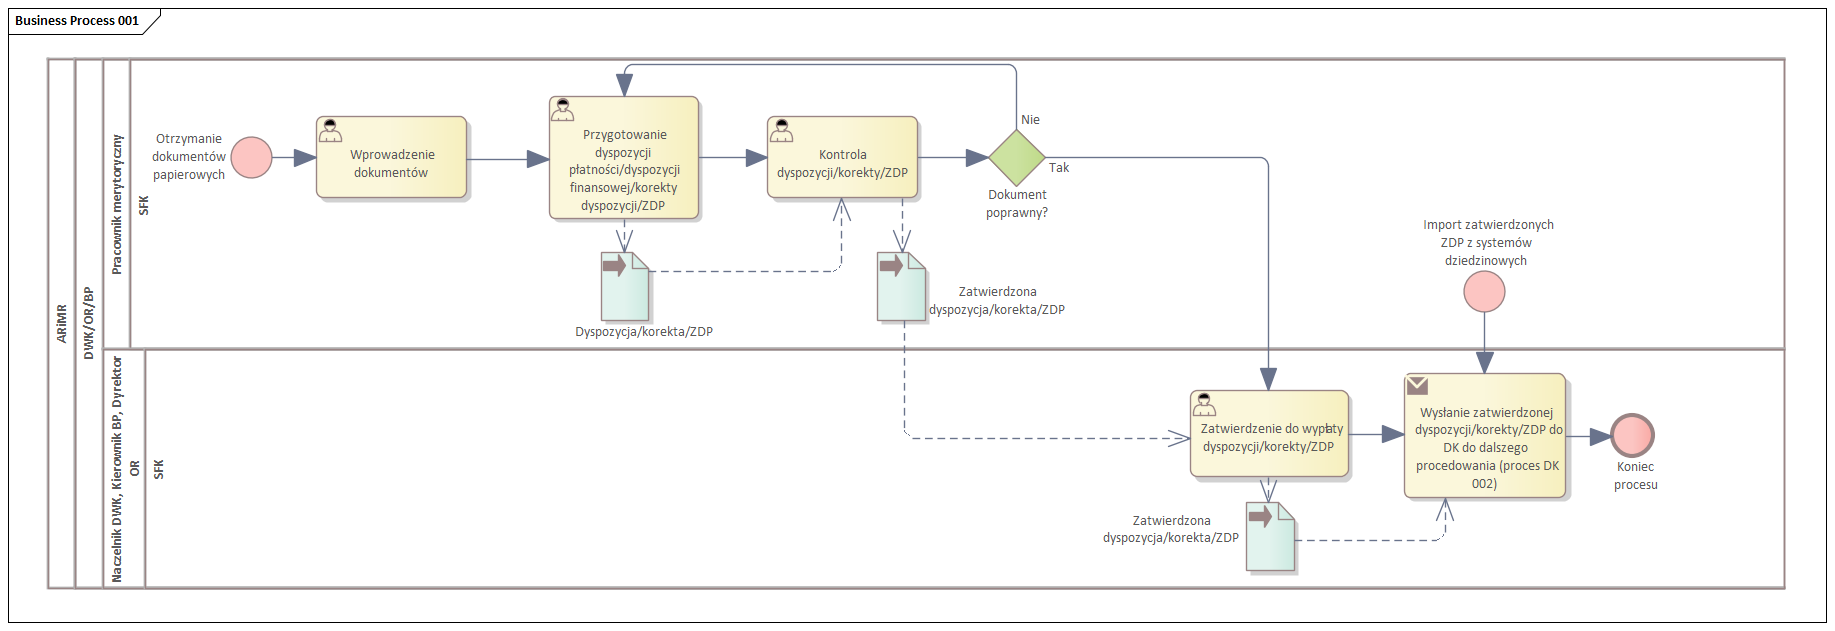 Business Process 001
ARiMR
DWK/OR/BP
Pracownik merytoryczny
SFK
Otrzymanie
dokumentów
papierowych
Wprowadzenie
dokumentów
Przygotowanie
dyspozycji
płatności/dyspozycji
finansowej/korekty
dyspozycji/ZDP
Kontrola
dyspozycji/korekty/ZDP
Nie
Tak
Dokument
poprawny?
Dyspozycja/korekta/ZDP
Zatwierdzona
dyspozycja/korekta/ZDP
Import zatwierdzonych
ZDP z systemów
dziedzinowych
Naczelnik DWK, Kierownik BP, Dyrektor
OR
SFK
Zatwierdzenie do wypłaty
dyspozycji/korekty/ZDP
Wysłanie zatwierdzonej
dyspozycji/korekty/ZDP do
DK do dalszego
procedowania (proces DK
002)
Koniec
procesu
Zatwierdzona
dyspozycja/korekta/ZDP